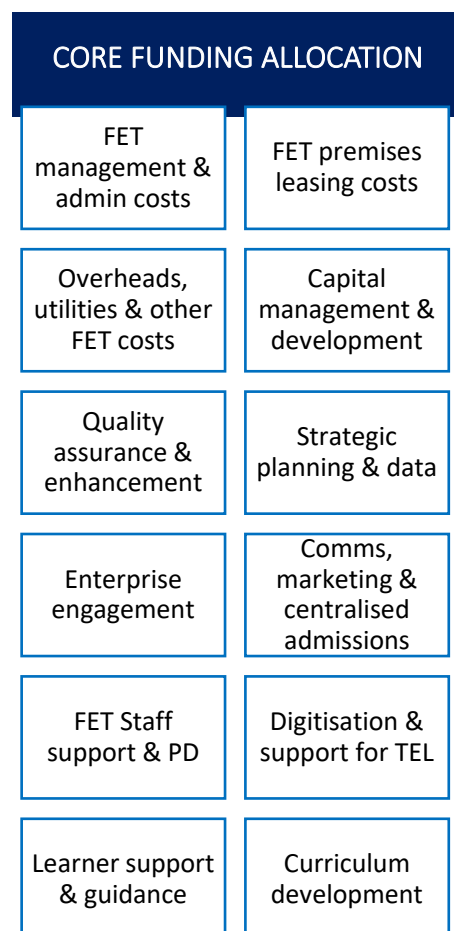 CORE FUNDING ALLOCATION
FET
management &
admin costs
FET premises
leasing costs
Overheads,
utilities & other
FET costs
Capital
management &
development
Quality
assurance &
enhancement
Strategic
planning & data
Enterprise
engagement
Comms,
marketing &
centralised
admissions
FET Staff
support & PD
Digitisation &
support for TEL
Learner support
& guidance
Curriculum
development